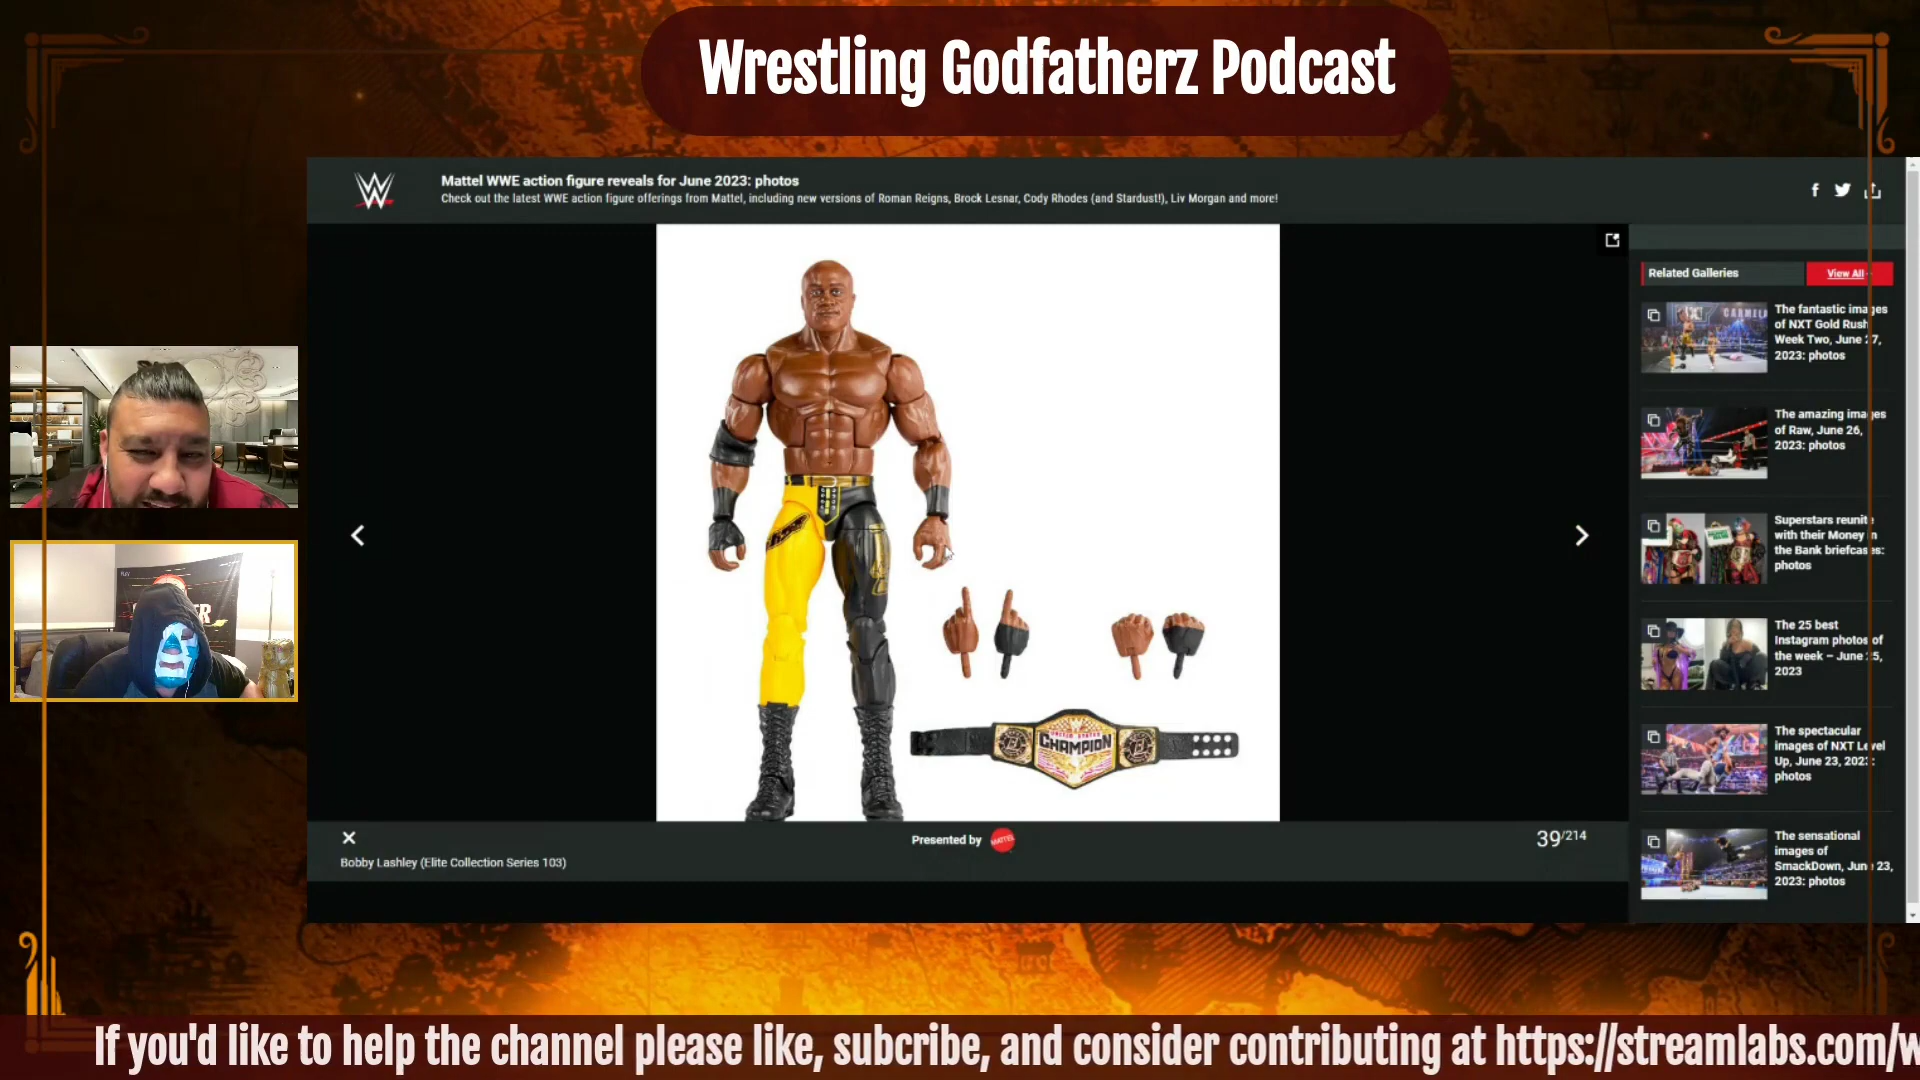 Wrestling Godfatherz Podcast
Mattel WWE action figure reveals for June 2023: photos
Check out the latest WWE action figure offerings from Mattel, including new versions of Roman Reigns, Brock Lesnar, Cody Rhodes (and Stardust!), Liv Morgan and more!
Related Galleries
View All
The fantastic images
of NXT Gold Rush
Week Two, June 27,
2023: photos
The amazing images
of Raw, June 26,
2023: photos
Superstars reunite
with their Money in
the Bank briefcases:
photos
The 25 best
Instagram photos of
the week – June 25,
2023
The spectacular
images of NXT Level
Up, June 23, 2023:
photos
The sensational
images of
SmackDown, June 23,
2023: photos
UNITED STATES
CHAMPION
Presented by
MATTEL
39/214
Bobby Lashley (Elite Collection Series 103)
If you'd like to help the channel please like, subcribe, and consider contributing at https://streamlabs.com/w